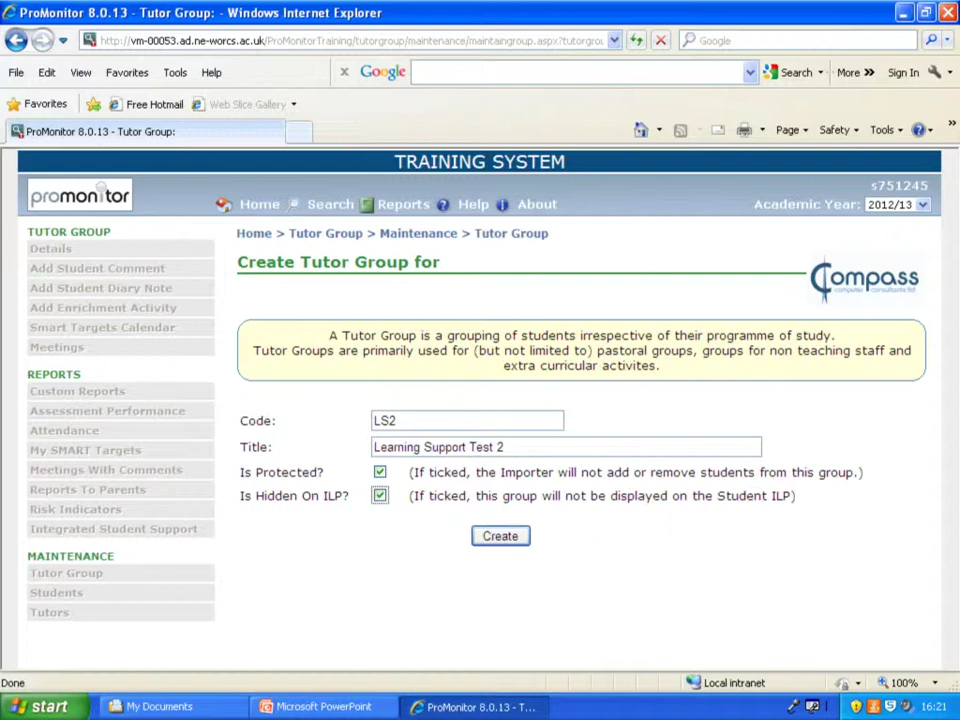 ProMonitor 8.0.13 - Tutor Group: - Windows Internet Explorer
http://vm-00053.ad.ne-worcs.ac.uk/ProMonitorTraining/tutorgroup/maintenance/maintaingroup.aspx?tutorgrou
Google
File Edit View Favorites Tools Help
x Google Search More » Sign In
Favorites Free Hotmail Web Slice Gallery
ProMonitor 8.0.13 - Tutor Group:
Page Safety Tools »
TRAINING SYSTEM
promonitor
s751245
Home Search Reports Help About
Academic Year: 2012/13
TUTOR GROUP
Details
Add Student Comment
Add Student Diary Note
Add Enrichment Activity
Smart Targets Calendar
Meetings
REPORTS
Custom Reports
Assessment Performance
Attendance
My SMART Targets
Meetings With Comments
Reports To Parents
Risk Indicators
Integrated Student Support
MAINTENANCE
Tutor Group
Students
Tutors
Home > Tutor Group > Maintenance > Tutor Group
Create Tutor Group for
Compass
computer consultants ltd
A Tutor Group is a grouping of students irrespective of their programme of study.
Tutor Groups are primarily used for (but not limited to) pastoral groups, groups for non teaching staff and
extra curricular activites.
Code: LS2
Title: Learning Support Test 2
Is Protected? (If ticked, the Importer will not add or remove students from this group.)
Is Hidden On ILP? (If ticked, this group will not be displayed on the Student ILP)
Create
Done
Local intranet
100%
start
My Documents
Microsoft PowerPoint
ProMonitor 8.0.13 - T...
16:21